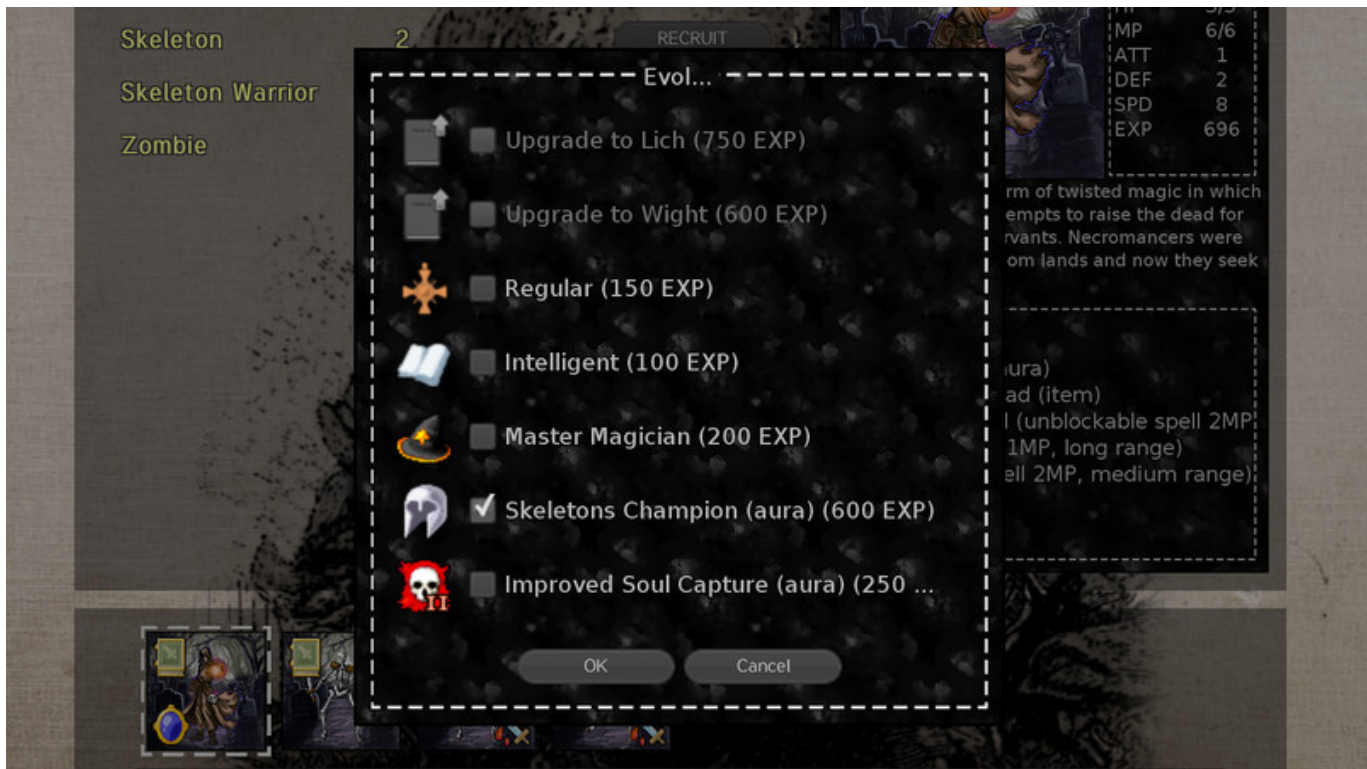 Skeleton 2 RECRUIT
Skeleton Warrior
Zombie
MP 6/6
ATT 1
DEF 2
SPD 8
EXP 696
Evol...
Upgrade to Lich (750 EXP)
Upgrade to Wight (600 EXP)
Regular (150 EXP)
Intelligent (100 EXP)
Master Magician (200 EXP)
Skeletons Champion (aura) (600 EXP)
Improved Soul Capture (aura) (250 ...
OK Cancel
rm of twisted magic in which
empts to raise the dead for
rvants. Necromancers were
om lands and now they seek
ura)
ad (item)
(unblockable spell 2MP
1MP, long range)
ell 2MP, medium range)
II